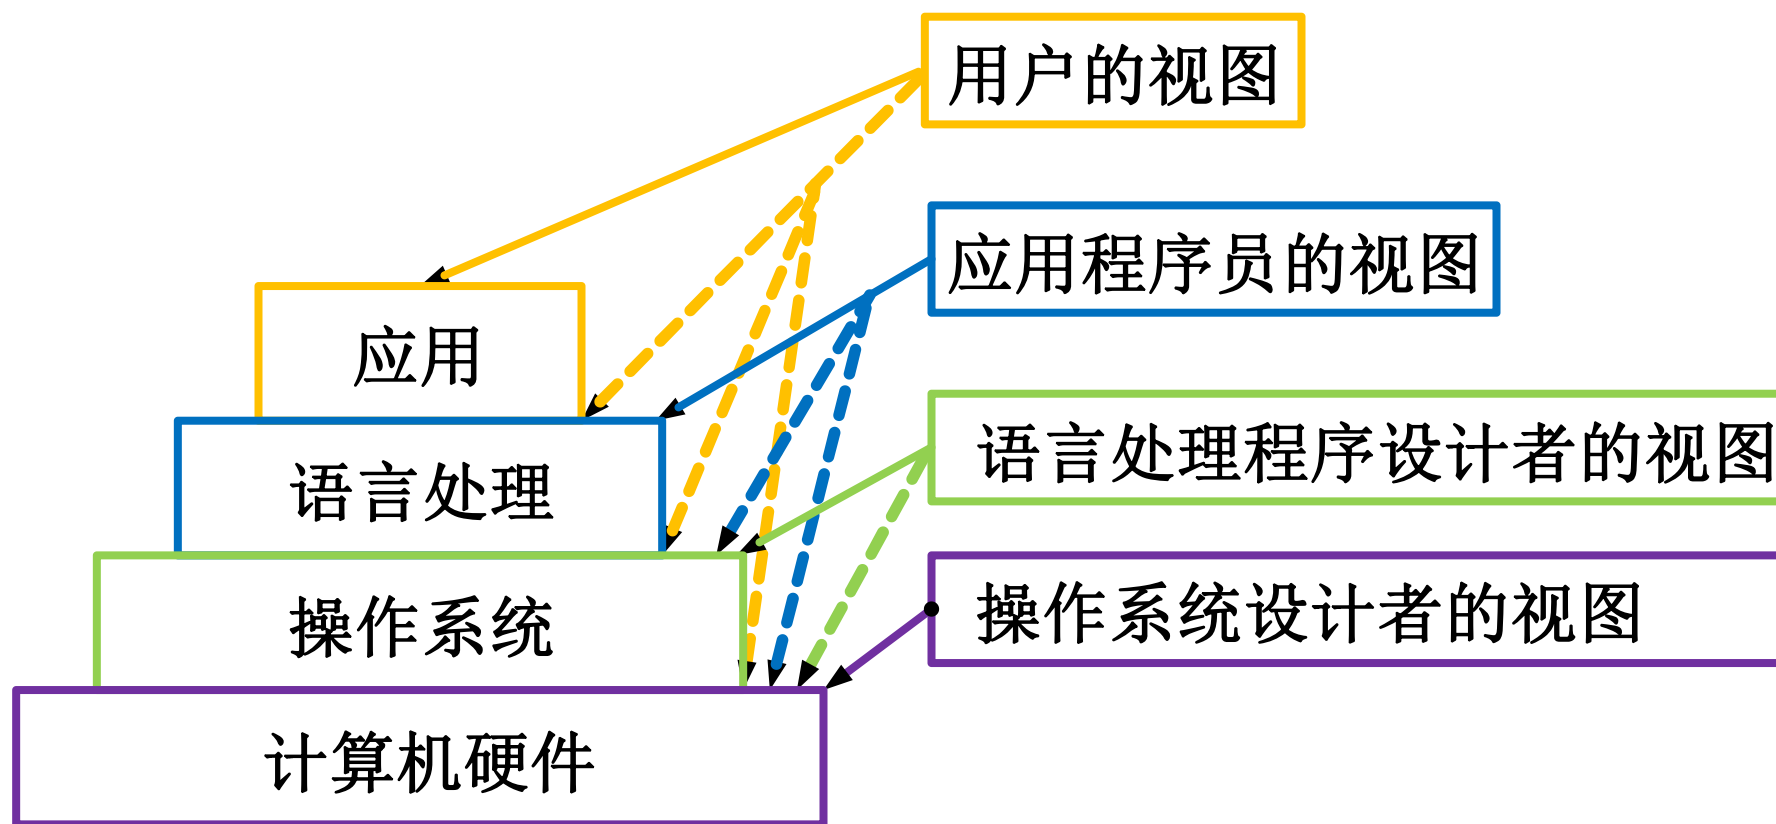 用户的视图
应用程序员的视图
应用
语言处理程序设计者的视图
语言处理
操作系统设计者的视图
操作系统
计算机硬件